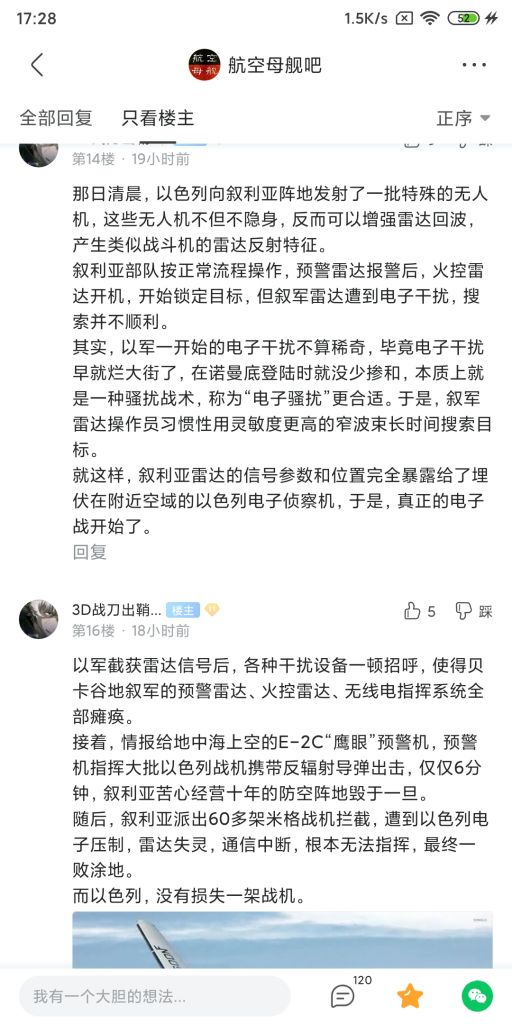 17:28
1.5K/s
52
航空母舰吧
全部回复
只看楼主
正序
第14楼 · 19小时前
那日清晨，以色列向叙利亚阵地发射了一批特殊的无人
机，这些无人机不但不隐身，反而可以增强雷达回波，
产生类似战斗机的雷达反射特征。
叙利亚部队按正常流程操作，预警雷达报警后，火控雷
达开机，开始锁定目标，但叙军雷达遭到电子干扰，搜
索并不顺利。
其实，以军一开始的电子干扰不算稀奇，毕竟电子干扰
早就烂大街了，在诺曼底登陆时就没少掺和，本质上就
是一种骚扰战术，称为“电子骚扰”更合适。于是，叙军
雷达操作员习惯性用灵敏度更高的窄波束长时间搜索目
标。
就这样，叙利亚雷达的信号参数和位置完全暴露给了埋
伏在附近空域的以色列电子侦察机，于是，真正的电子
战开始了。
回复
3D战刀出鞘... 楼主 5 踩
第16楼 · 18小时前
以军截获雷达信号后，各种干扰设备一顿招呼，使得贝
卡谷地叙军的预警雷达、火控雷达、无线电指挥系统全
部瘫痪。
接着，情报给地中海上空的E-2C“鹰眼”预警机，预警
机指挥大批以色列战机携带反辐射导弹出击，仅仅6分
钟，叙利亚苦心经营十年的防空阵地毁于一旦。
随后，叙利亚派出60多架米格战机拦截，遭到以色列电
子压制，雷达失灵，通信中断，根本无法指挥，最终一
败涂地。
而以色列，没有损失一架战机。
我有一个大胆的想法...
120